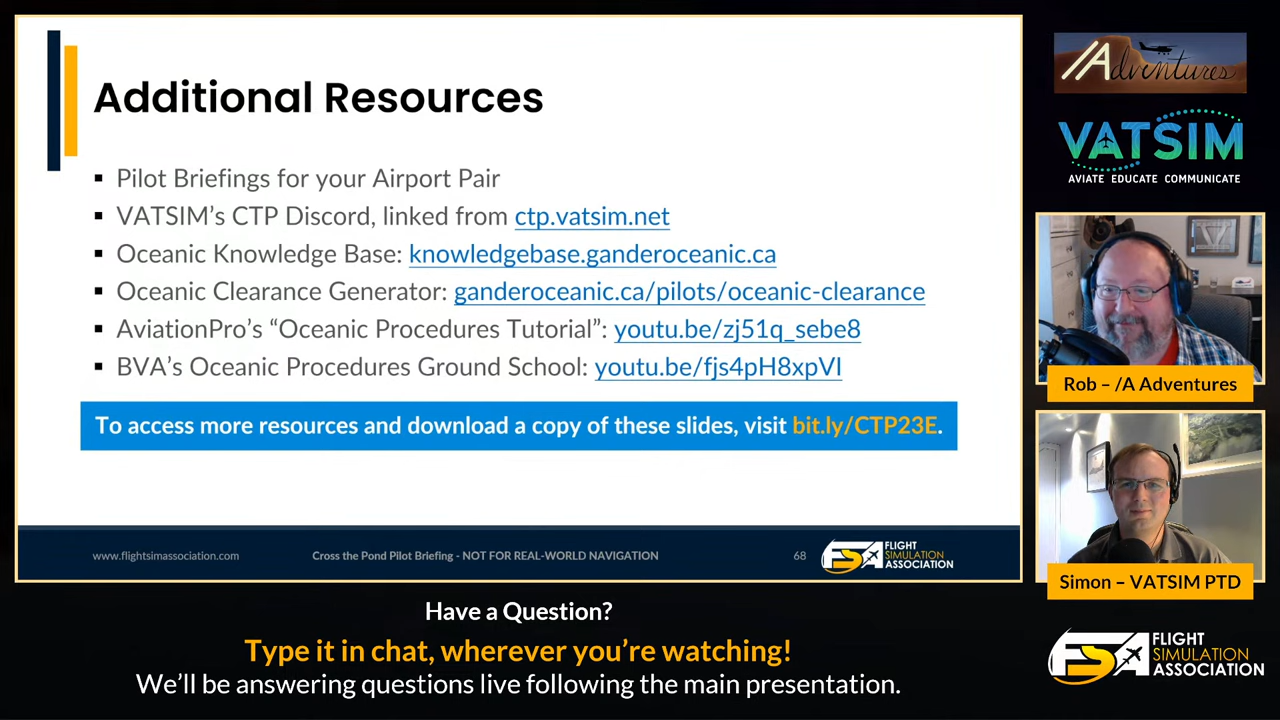 Additional Resources
▪ Pilot Briefings for your Airport Pair
▪ VATSIM’s CTP Discord, linked from ctp.vatsim.net
▪ Oceanic Knowledge Base: knowledgebase.ganderoceanic.ca
▪ Oceanic Clearance Generator: ganderoceanic.ca/pilots/oceanic-clearance
▪ AviationPro’s “Oceanic Procedures Tutorial”: youtu.be/zj51q_sebe8
▪ BVA’s Oceanic Procedures Ground School: youtu.be/fjs4pH8xpVI
To access more resources and download a copy of these slides, visit bit.ly/CTP23E.
www.flightsimassociation.com
Cross the Pond Pilot Briefing - NOT FOR REAL-WORLD NAVIGATION
68
FSA
FLIGHT
SIMULATION
ASSOCIATION
/Adventures
VATSIM
AVIATE EDUCATE COMMUNICATE
Rob – /A Adventures
Simon – VATSIM PTD
Have a Question?
Type it in chat, wherever you’re watching!
We’ll be answering questions live following the main presentation.
FSA
FLIGHT
SIMULATION
ASSOCIATION